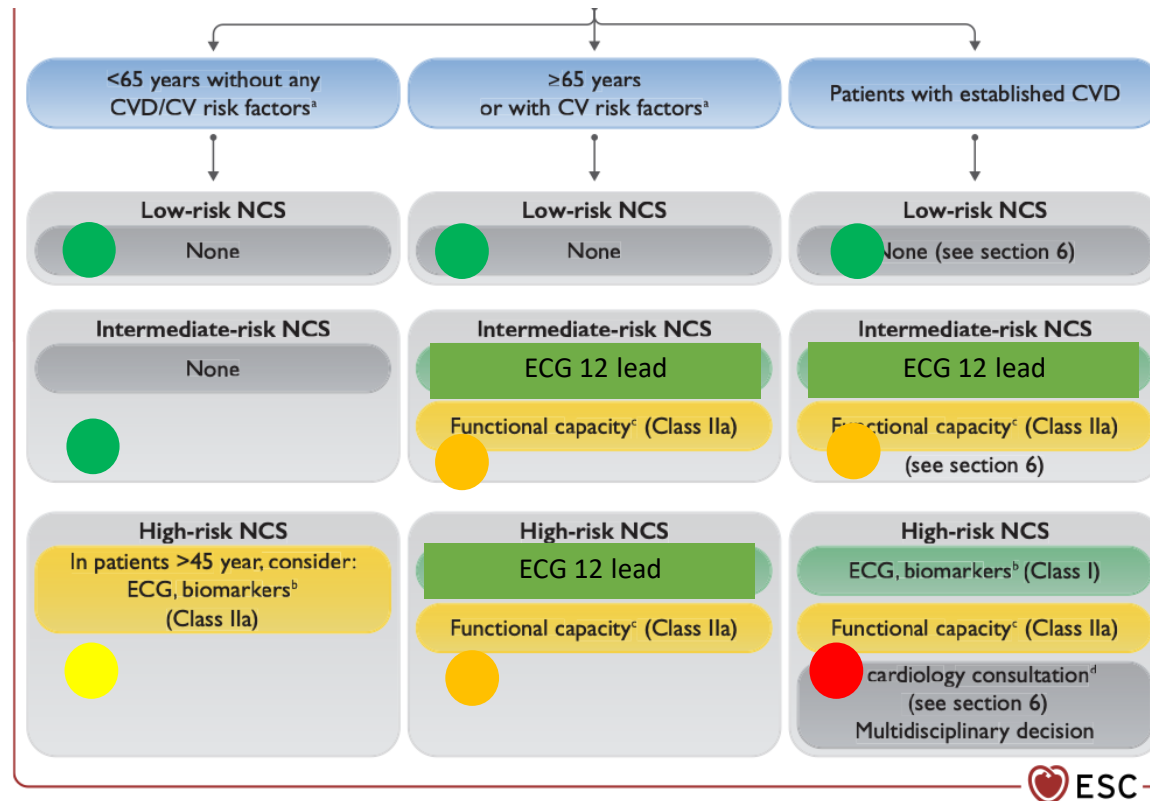 <65 years without any
CVD/CV risk factorsᵃ
≥65 years
or with CV risk factorsᵃ
Patients with established CVD
Low-risk NCS
None
Low-risk NCS
None
Low-risk NCS
None (see section 6)
Intermediate-risk NCS
None
Intermediate-risk NCS
ECG 12 lead
Functional capacityᶜ (Class IIa)
Intermediate-risk NCS
ECG 12 lead
Functional capacityᶜ (Class IIa)
(see section 6)
High-risk NCS
In patients >45 year, consider:
ECG, biomarkersᵇ
(Class IIa)
High-risk NCS
ECG 12 lead
Functional capacityᶜ (Class IIa)
High-risk NCS
ECG, biomarkersᵇ (Class I)
Functional capacityᶜ (Class IIa)
cardiology consultationᵈ
(see section 6)
Multidisciplinary decision
ESC